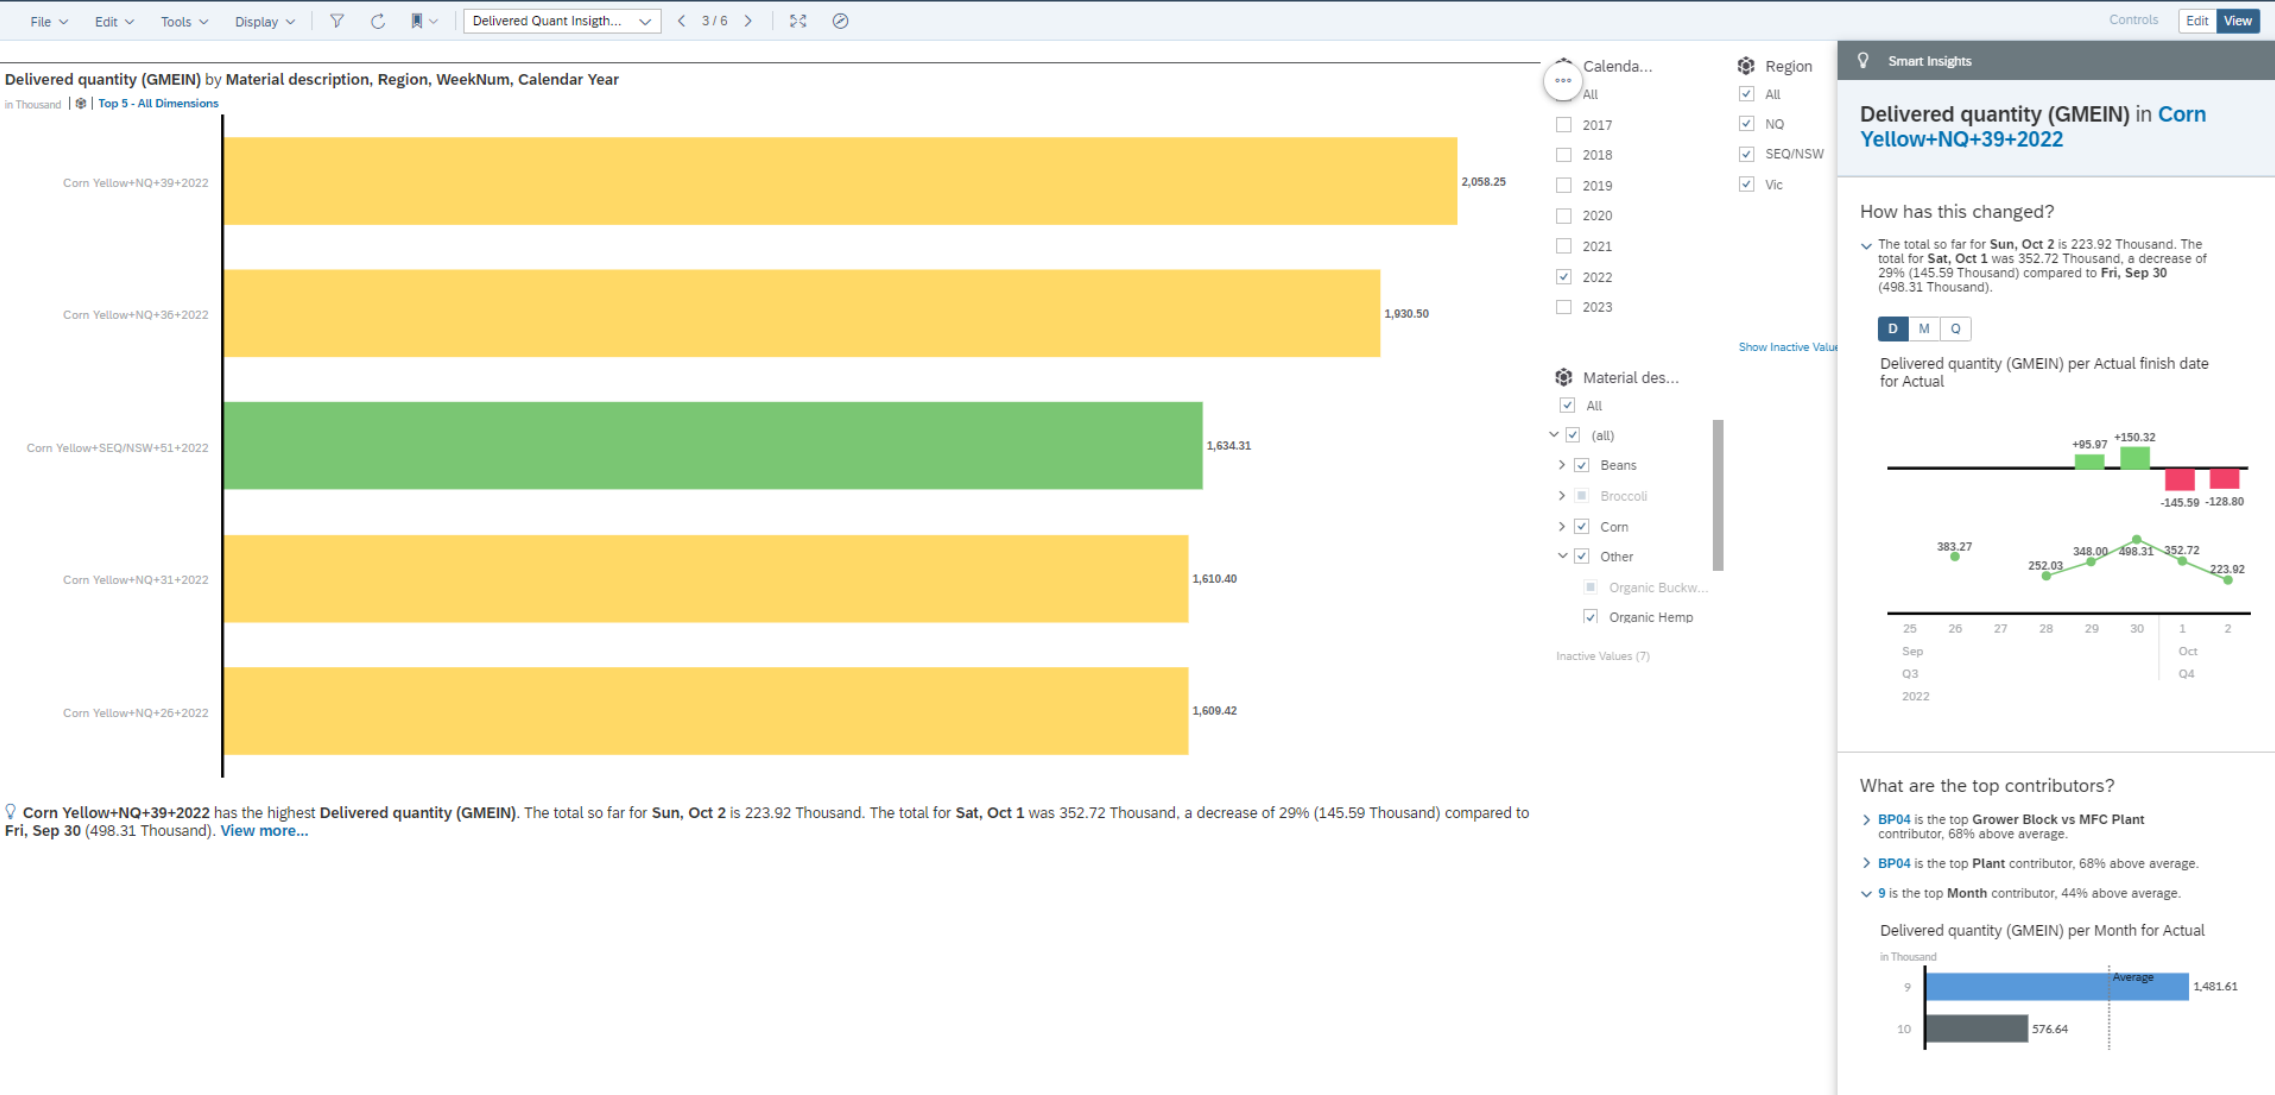 File Edit Tools Display Delivered Quant Insigth... 3 / 6 Controls Edit View
Delivered quantity (GMEIN) by Material description, Region, WeekNum, Calendar Year
in Thousand | | Top 5 - All Dimensions
Corn Yellow+NQ+39+2022 2,058.25
Corn Yellow+NQ+36+2022 1,930.50
Corn Yellow+SEQ/NSW+51+2022 1,634.31
Corn Yellow+NQ+31+2022 1,610.40
Corn Yellow+NQ+26+2022 1,609.42
Corn Yellow+NQ+39+2022 has the highest Delivered quantity (GMEIN). The total so far for Sun, Oct 2 is 223.92 Thousand. The total for Sat, Oct 1 was 352.72 Thousand, a decrease of 29% (145.59 Thousand) compared to
Fri, Sep 30 (498.31 Thousand). View more...
Calenda...
All
2017
2018
2019
2020
2021
2022
2023
Region
All
NQ
SEQ/NSW
Vic
Show Inactive Value
Material des...
All
(all)
Beans
Broccoli
Corn
Other
Organic Buckw...
Organic Hemp
Inactive Values (7)
Smart Insights
Delivered quantity (GMEIN) in Corn
Yellow+NQ+39+2022
How has this changed?
The total so far for Sun, Oct 2 is 223.92 Thousand. The
total for Sat, Oct 1 was 352.72 Thousand, a decrease of
29% (145.59 Thousand) compared to Fri, Sep 30
(498.31 Thousand).
D M Q
Delivered quantity (GMEIN) per Actual finish date
for Actual
+95.97 +150.32
-145.59 -128.80
383.27 252.03 348.00 498.31 352.72 223.92
25 26 27 28 29 30 1 2
Sep Oct
Q3 Q4
2022
What are the top contributors?
BP04 is the top Grower Block vs MFC Plant
contributor, 68% above average.
BP04 is the top Plant contributor, 68% above average.
9 is the top Month contributor, 44% above average.
Delivered quantity (GMEIN) per Month for Actual
in Thousand
Average
9 1,481.61
10 576.64